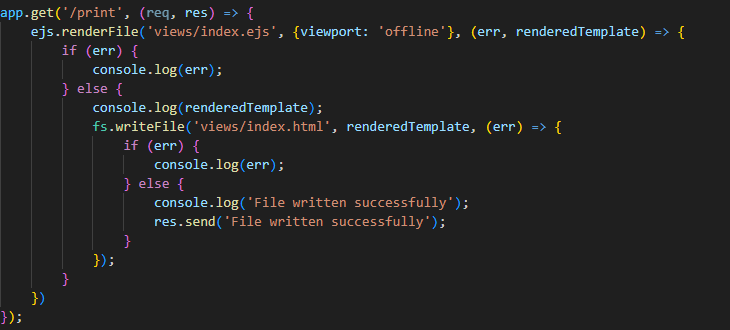 app.get('/print', (req, res) => {
    ejs.renderFile('views/index.ejs', {viewport: 'offline'}, (err, renderedTemplate) => {
        if (err) {
            console.log(err);
        } else {
            console.log(renderedTemplate);
            fs.writeFile('views/index.html', renderedTemplate, (err) => {
                if (err) {
                    console.log(err);
                } else {
                    console.log('File written successfully');
                    res.send('File written successfully');
                }
            });
        }
    })
});